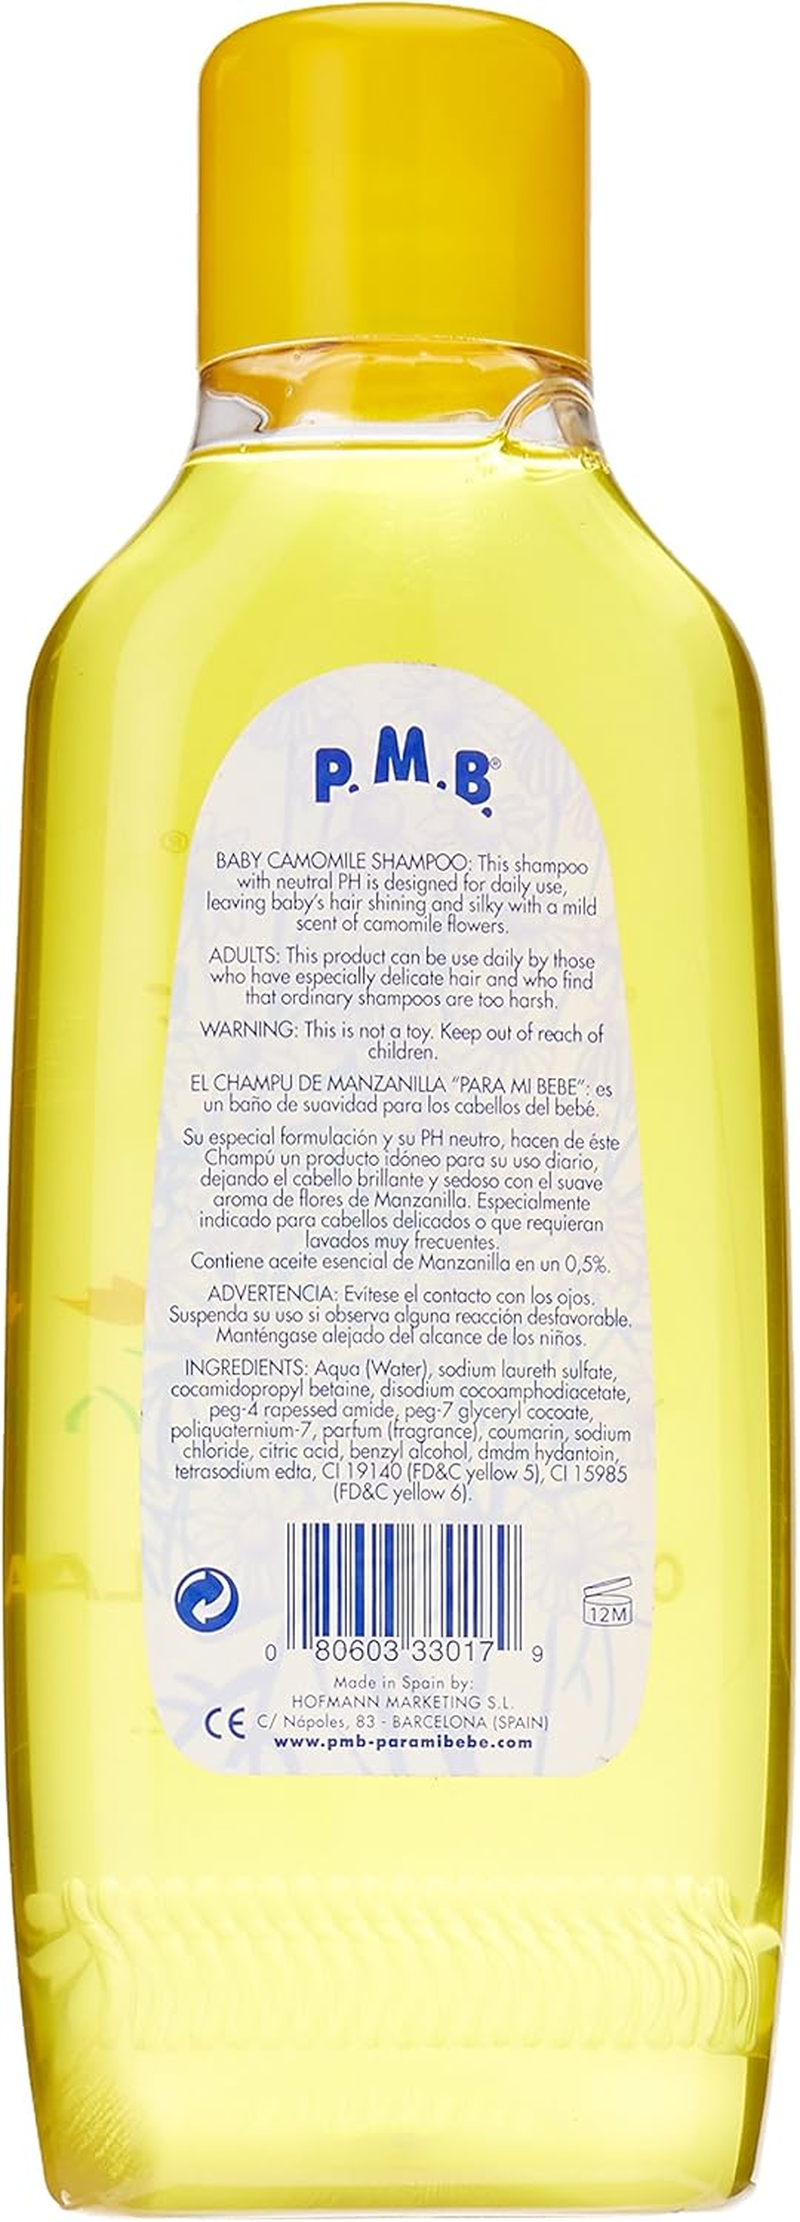 P.M.B.®
BABY CAMOMILE SHAMPOO: This shampoo
with neutral PH is designed for daily use,
leaving baby's hair shining and silky with a mild
scent of camomile flowers.
ADULTS: This product can be use daily by those
who have especially delicate hair and who find
that ordinary shampoos are too harsh.
WARNING: This is not a toy. Keep out of reach of
children.
EL CHAMPU DE MANZANILLA "PARA MI BEBE": es
un baño de suavidad para los cabellos del bebé.
Su especial formulación y su PH neutro, hacen de éste
Champú un producto idóneo para su uso diario,
dejando el cabello brillante y sedoso con el suave
aroma de flores de Manzanilla. Especialmente
indicado para cabellos delicados o que requieran
lavados muy frecuentes.
Contiene aceite esencial de Manzanilla en un 0,5%.
ADVERTENCIA: Evítese el contacto con los ojos.
Suspenda su uso si observa alguna reacción desfavorable.
Manténgase alejado del alcance de los niños.
INGREDIENTS: Aqua (Water), sodium laureth sulfate,
cocamidopropyl betaine, disodium cocoamphodiacetate,
peg-4 rapessed amide, peg-7 glyceryl cocoate,
poliquaternium-7, parfum (fragrance), coumarin, sodium
chloride, citric acid, benzyl alcohol, dmdm hydantoin,
tetrasodium edta, CI 19140 (FD&C yellow 5), CI 15985
(FD&C yellow 6).
12M
0 80603 33017 9
Made in Spain by:
HOFMANN MARKETING S.L.
CE C/ Nápoles, 83 - BARCELONA (SPAIN)
www.pmb-paramibebe.com